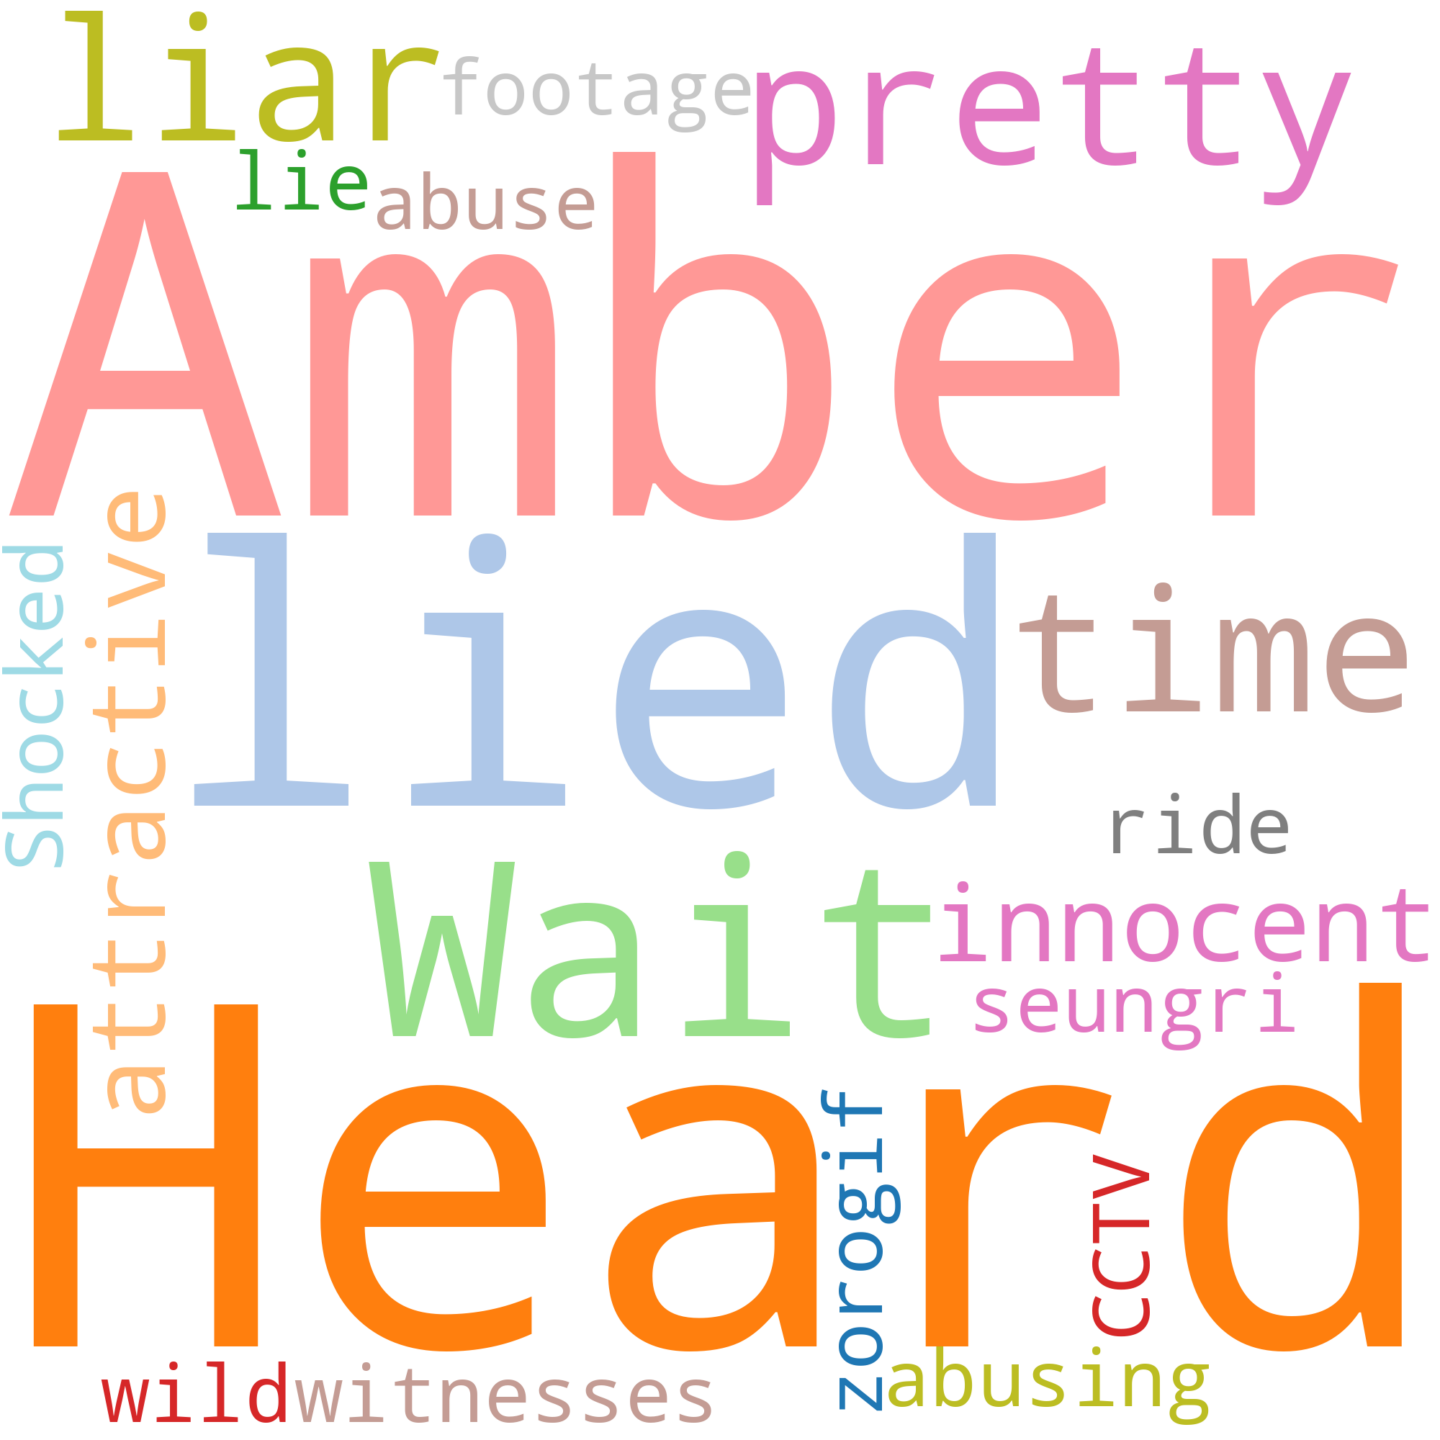 liar
footage
pretty
lie
abuse
Amber
Shocked
attractive
lied
time
ride
Wait
innocent
seungri
Heard
zorogif
CCTV
wild
witnesses
abusing